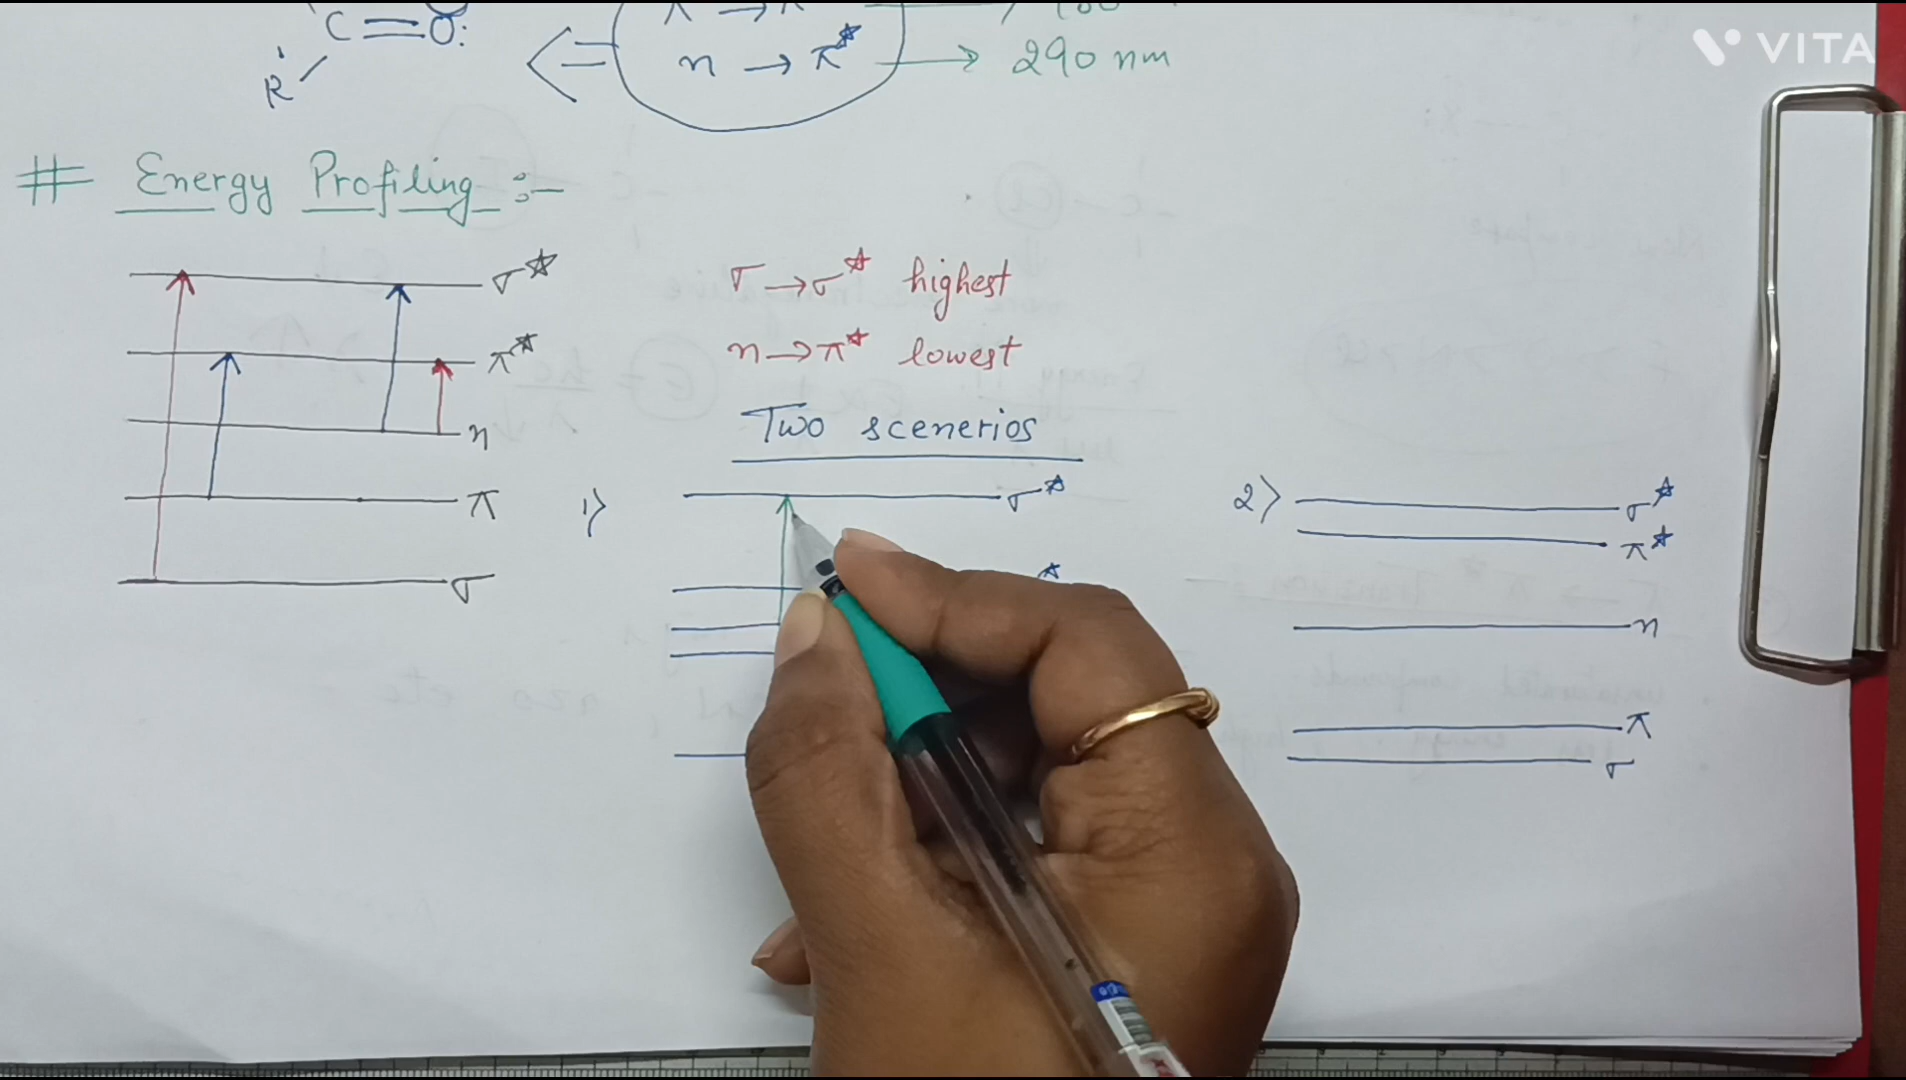 C=O:
n → π* → 290 nm
R
VITA
# Energy Profiling :-
σ*
π*
n
π
σ
σ → σ* highest
n → π* lowest
Two scenerios
1)
σ*
*
2)
σ*
π*
n
π
σ